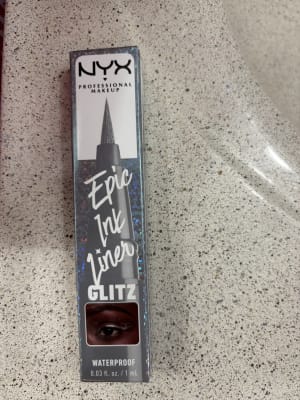 NYX
PROFESSIONAL
MAKEUP
Epic
Ink
Liner
GLITZ
WATERPROOF
0.03 fl. oz. / 1 mL